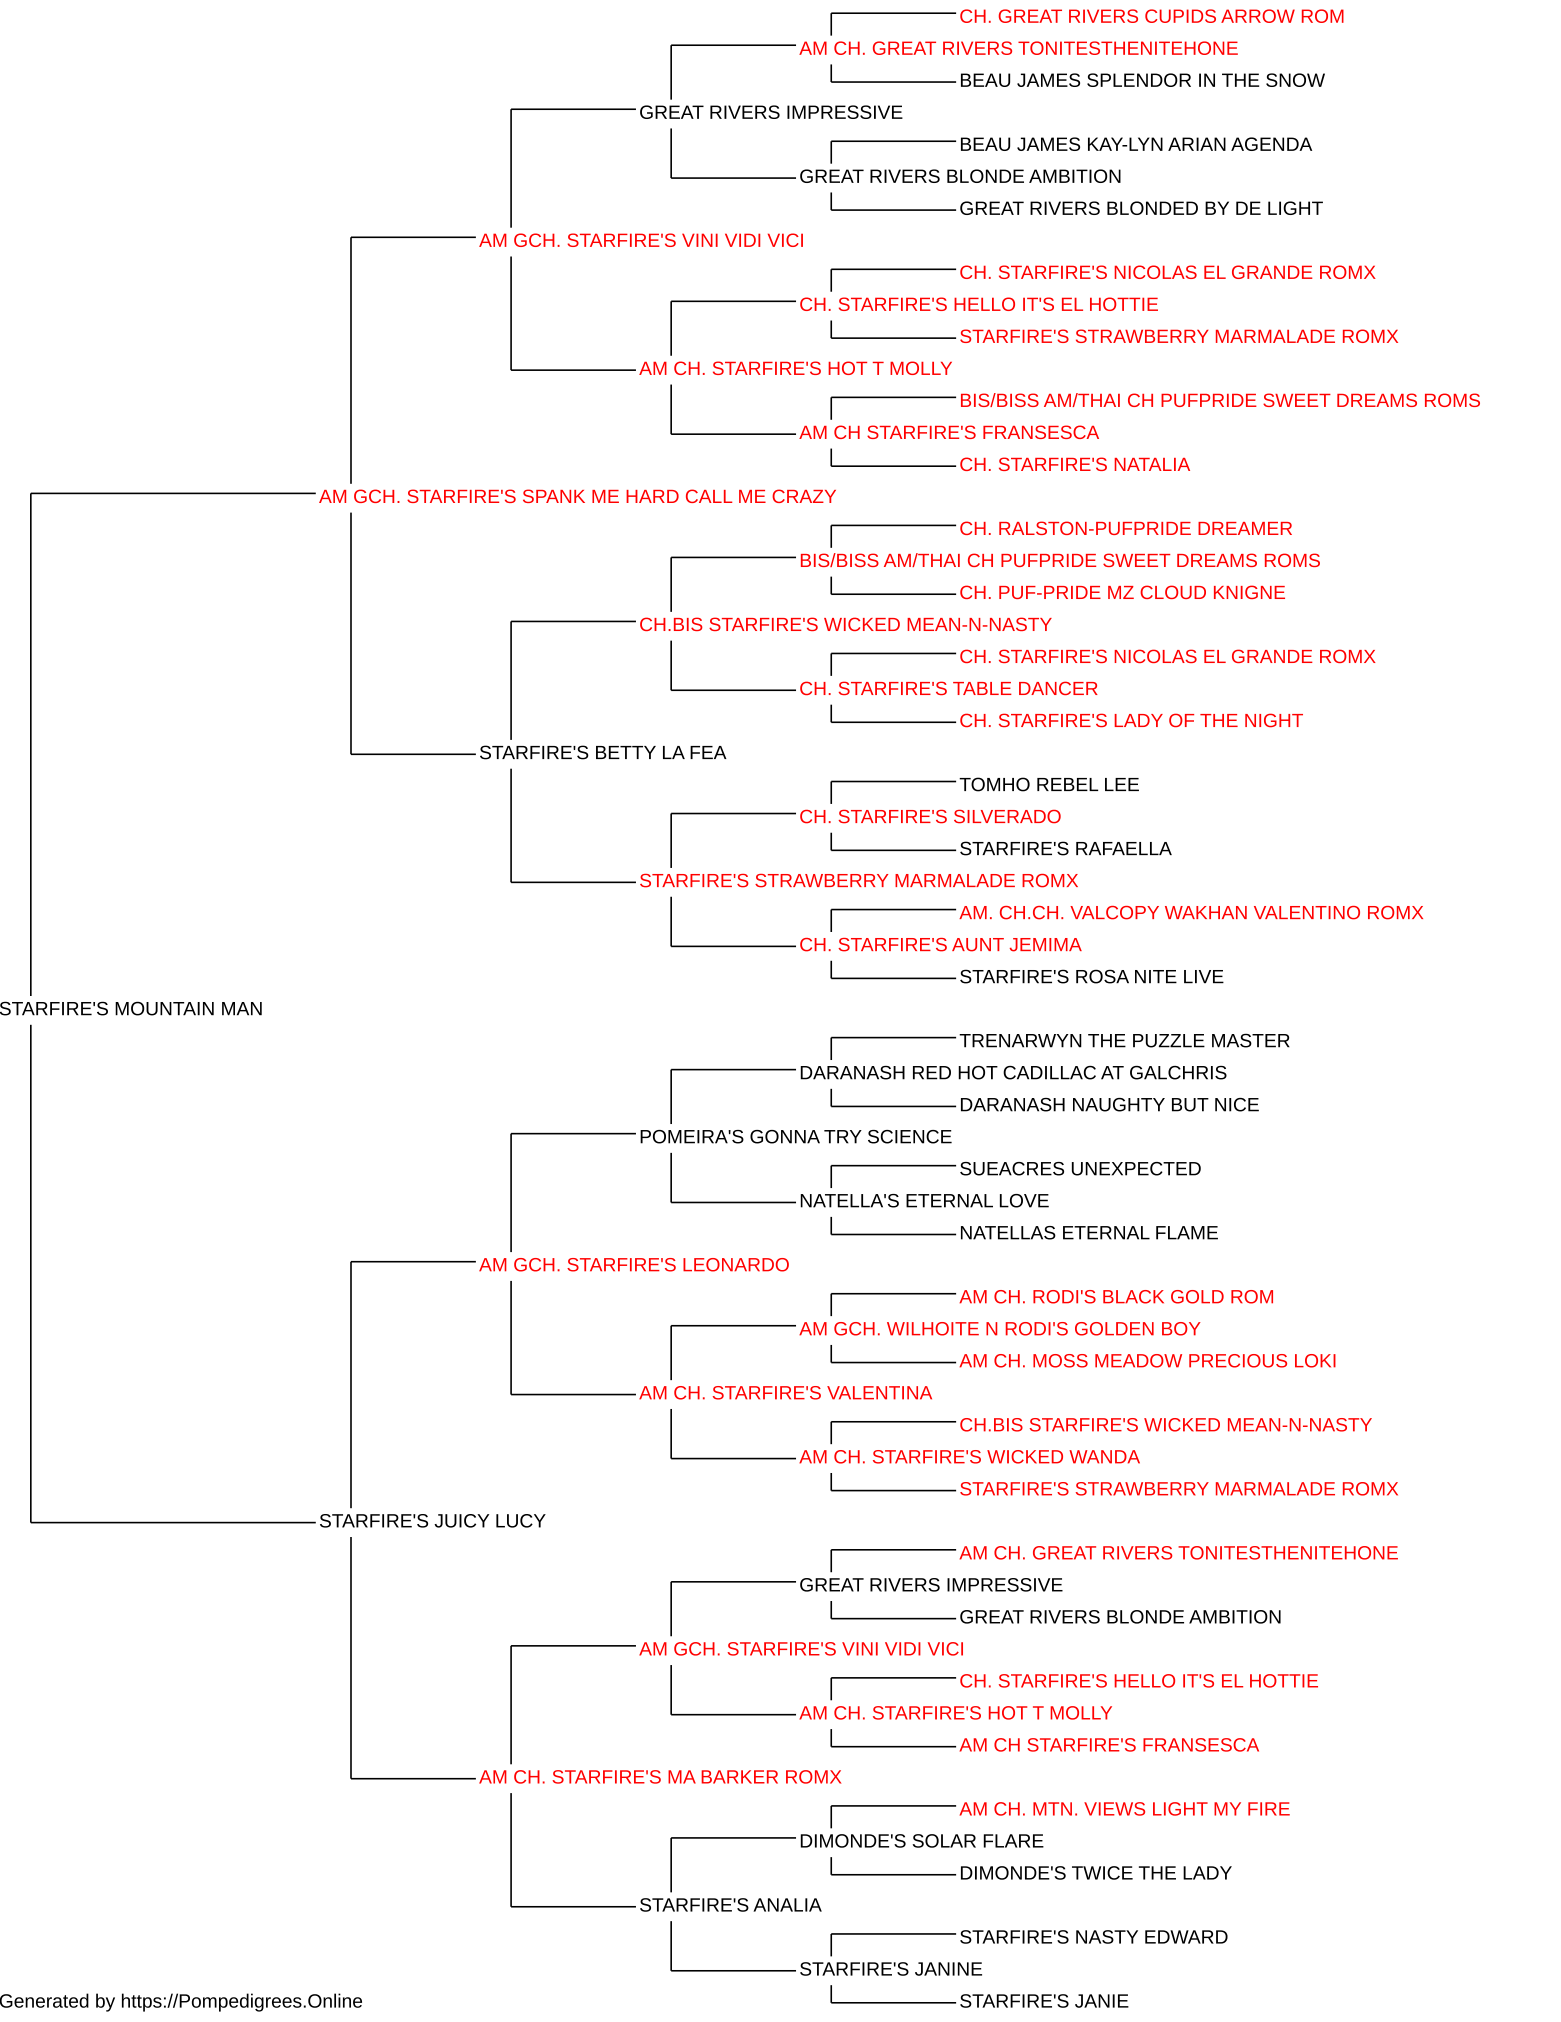 CH. GREAT RIVERS CUPIDS ARROW ROM
AM CH. GREAT RIVERS TONITESTHENITEHONE
BEAU JAMES SPLENDOR IN THE SNOW
GREAT RIVERS IMPRESSIVE
BEAU JAMES KAY-LYN ARIAN AGENDA
GREAT RIVERS BLONDE AMBITION
GREAT RIVERS BLONDED BY DE LIGHT
AM GCH. STARFIRE'S VINI VIDI VICI
CH. STARFIRE'S NICOLAS EL GRANDE ROMX
CH. STARFIRE'S HELLO IT'S EL HOTTIE
STARFIRE'S STRAWBERRY MARMALADE ROMX
AM CH. STARFIRE'S HOT T MOLLY
BIS/BISS AM/THAI CH PUFPRIDE SWEET DREAMS ROMS
AM CH STARFIRE'S FRANSESCA
CH. STARFIRE'S NATALIA
AM GCH. STARFIRE'S SPANK ME HARD CALL ME CRAZY
CH. RALSTON-PUFPRIDE DREAMER
BIS/BISS AM/THAI CH PUFPRIDE SWEET DREAMS ROMS
CH. PUF-PRIDE MZ CLOUD KNIGNE
CH.BIS STARFIRE'S WICKED MEAN-N-NASTY
CH. STARFIRE'S NICOLAS EL GRANDE ROMX
CH. STARFIRE'S TABLE DANCER
CH. STARFIRE'S LADY OF THE NIGHT
STARFIRE'S BETTY LA FEA
TOMHO REBEL LEE
CH. STARFIRE'S SILVERADO
STARFIRE'S RAFAELLA
STARFIRE'S STRAWBERRY MARMALADE ROMX
AM. CH.CH. VALCOPY WAKHAN VALENTINO ROMX
CH. STARFIRE'S AUNT JEMIMA
STARFIRE'S ROSA NITE LIVE
STARFIRE'S MOUNTAIN MAN
TRENARWYN THE PUZZLE MASTER
DARANASH RED HOT CADILLAC AT GALCHRIS
DARANASH NAUGHTY BUT NICE
POMEIRA'S GONNA TRY SCIENCE
SUEACRES UNEXPECTED
NATELLA'S ETERNAL LOVE
NATELLAS ETERNAL FLAME
AM GCH. STARFIRE'S LEONARDO
AM CH. RODI'S BLACK GOLD ROM
AM GCH. WILHOITE N RODI'S GOLDEN BOY
AM CH. MOSS MEADOW PRECIOUS LOKI
AM CH. STARFIRE'S VALENTINA
CH.BIS STARFIRE'S WICKED MEAN-N-NASTY
AM CH. STARFIRE'S WICKED WANDA
STARFIRE'S STRAWBERRY MARMALADE ROMX
STARFIRE'S JUICY LUCY
AM CH. GREAT RIVERS TONITESTHENITEHONE
GREAT RIVERS IMPRESSIVE
GREAT RIVERS BLONDE AMBITION
AM GCH. STARFIRE'S VINI VIDI VICI
CH. STARFIRE'S HELLO IT'S EL HOTTIE
AM CH. STARFIRE'S HOT T MOLLY
AM CH STARFIRE'S FRANSESCA
AM CH. STARFIRE'S MA BARKER ROMX
AM CH. MTN. VIEWS LIGHT MY FIRE
DIMONDE'S SOLAR FLARE
DIMONDE'S TWICE THE LADY
STARFIRE'S ANALIA
STARFIRE'S NASTY EDWARD
STARFIRE'S JANINE
STARFIRE'S JANIE
Generated by https://Pompedigrees.Online